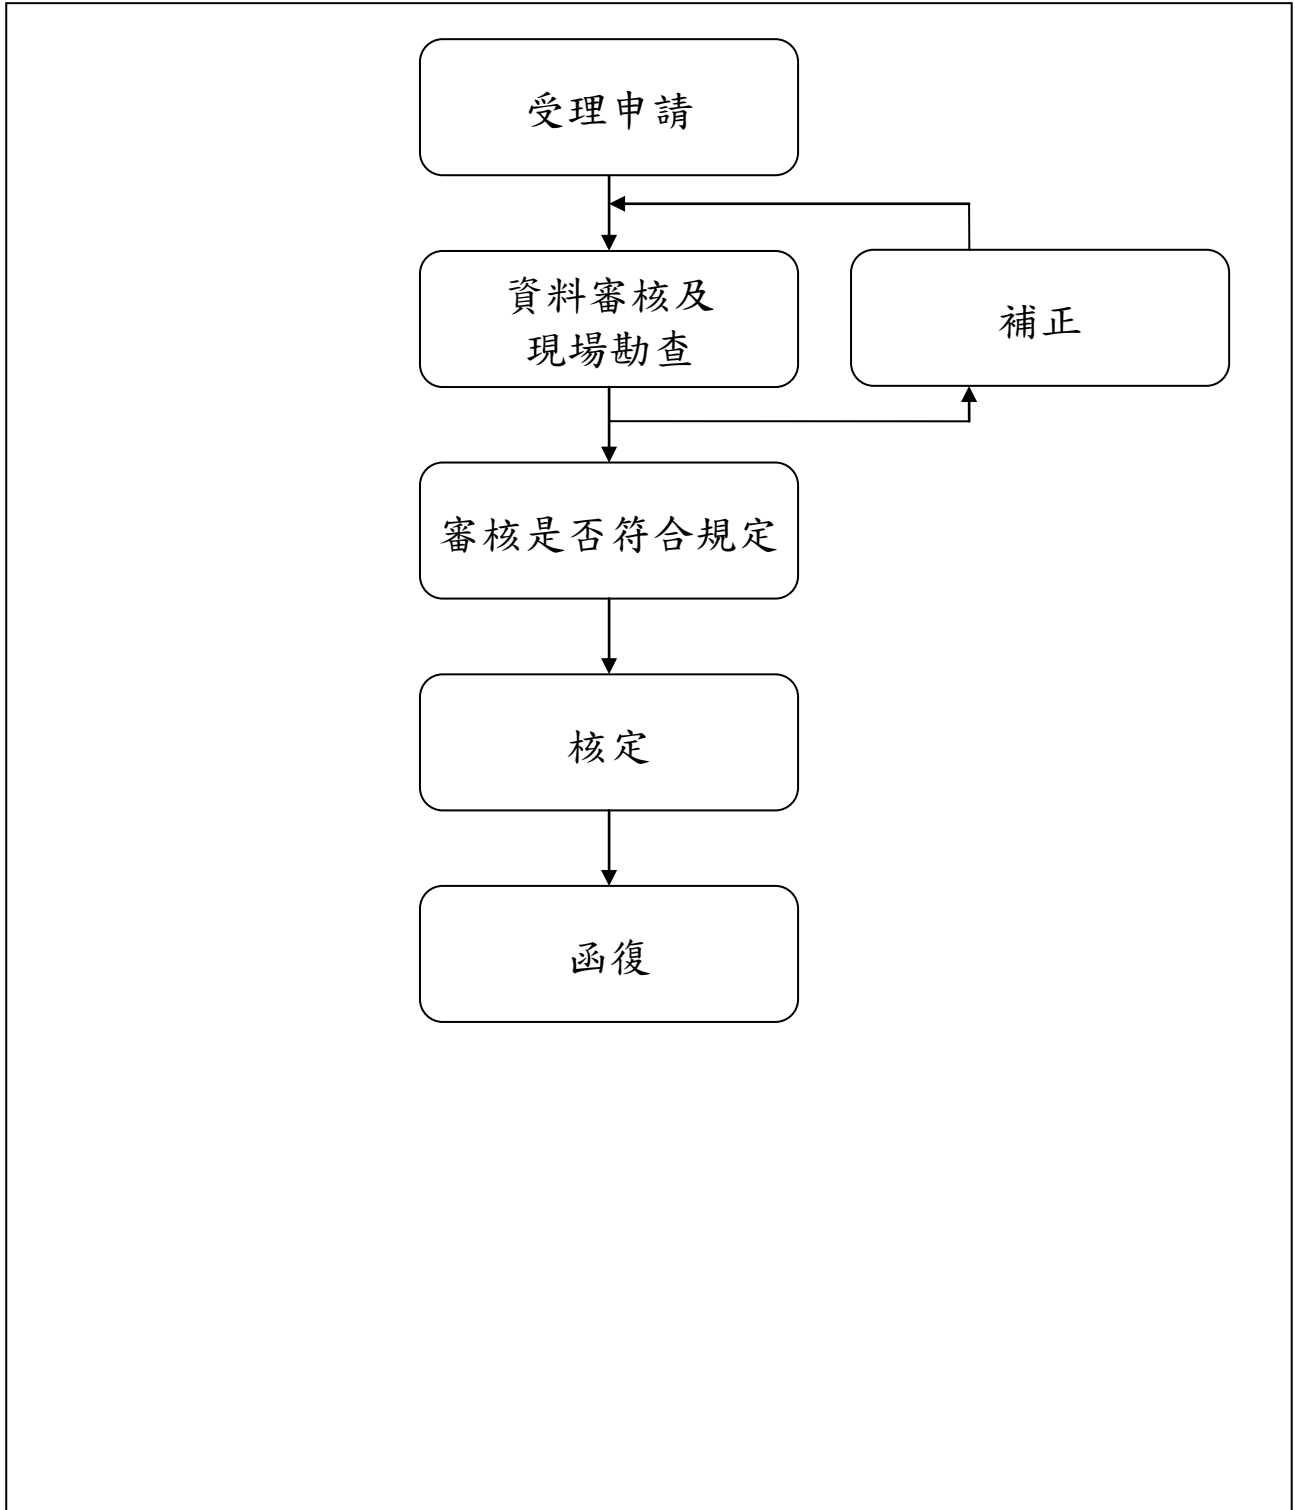 受理申請
資料審核及
現場勘查
補正
審核是否符合規定
核定
函復